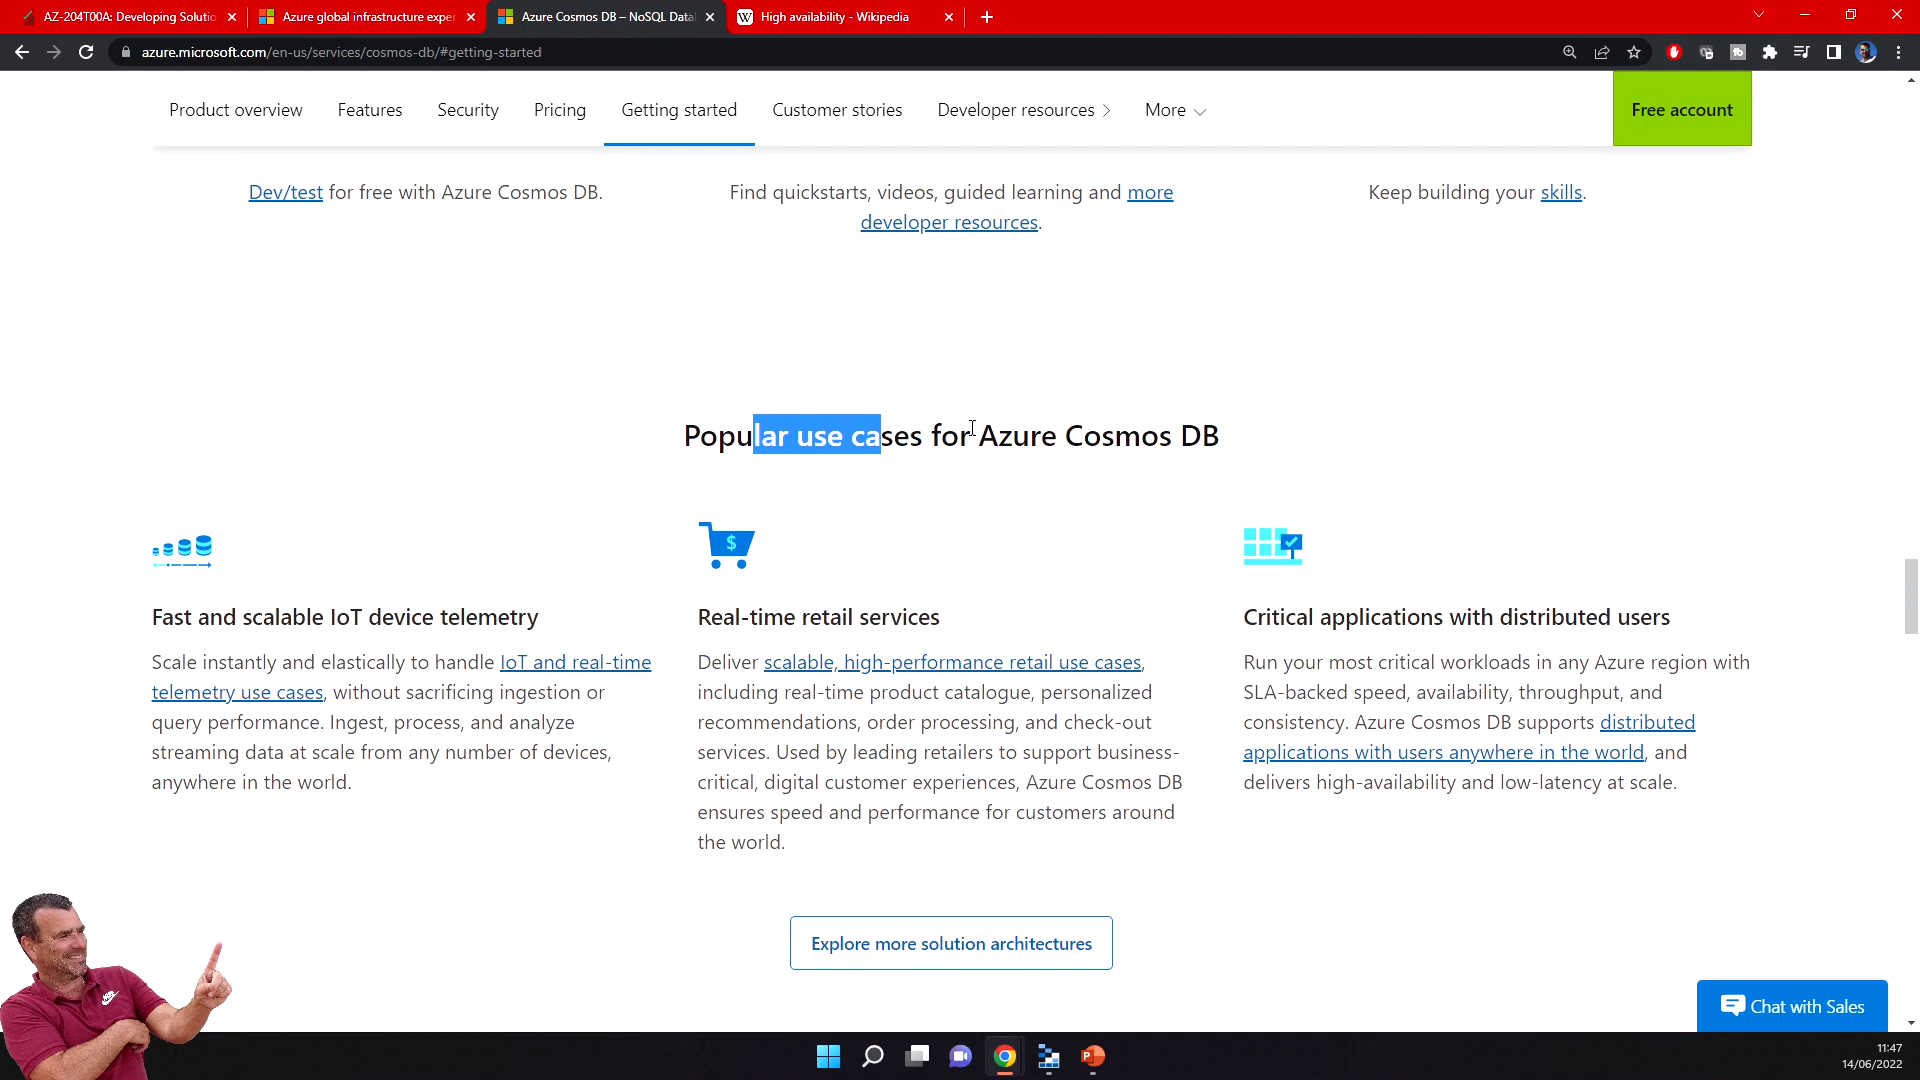 AZ-204T00A: Developing Solutio
Azure global infrastructure exper
Azure Cosmos DB – NoSQL Data
High availability - Wikipedia
azure.microsoft.com/en-us/services/cosmos-db/#getting-started
Product overview
Features
Security
Pricing
Getting started
Customer stories
Developer resources
More
Free account
Dev/test for free with Azure Cosmos DB.
Find quickstarts, videos, guided learning and more
developer resources.
Keep building your skills.
Popular use cases for Azure Cosmos DB
Fast and scalable IoT device telemetry
Scale instantly and elastically to handle IoT and real-time
telemetry use cases, without sacrificing ingestion or
query performance. Ingest, process, and analyze
streaming data at scale from any number of devices,
anywhere in the world.
Real-time retail services
Deliver scalable, high-performance retail use cases,
including real-time product catalogue, personalized
recommendations, order processing, and check-out
services. Used by leading retailers to support business-
critical, digital customer experiences, Azure Cosmos DB
ensures speed and performance for customers around
the world.
Critical applications with distributed users
Run your most critical workloads in any Azure region with
SLA-backed speed, availability, throughput, and
consistency. Azure Cosmos DB supports distributed
applications with users anywhere in the world, and
delivers high-availability and low-latency at scale.
Explore more solution architectures
Chat with Sales
11:47
14/06/2022